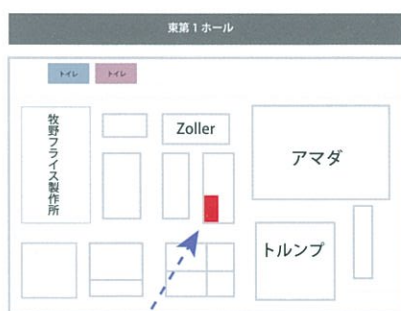 東第1ホール
トイレ
トイレ
牧野フライス製作所
Zoller
アマダ
トルンプ